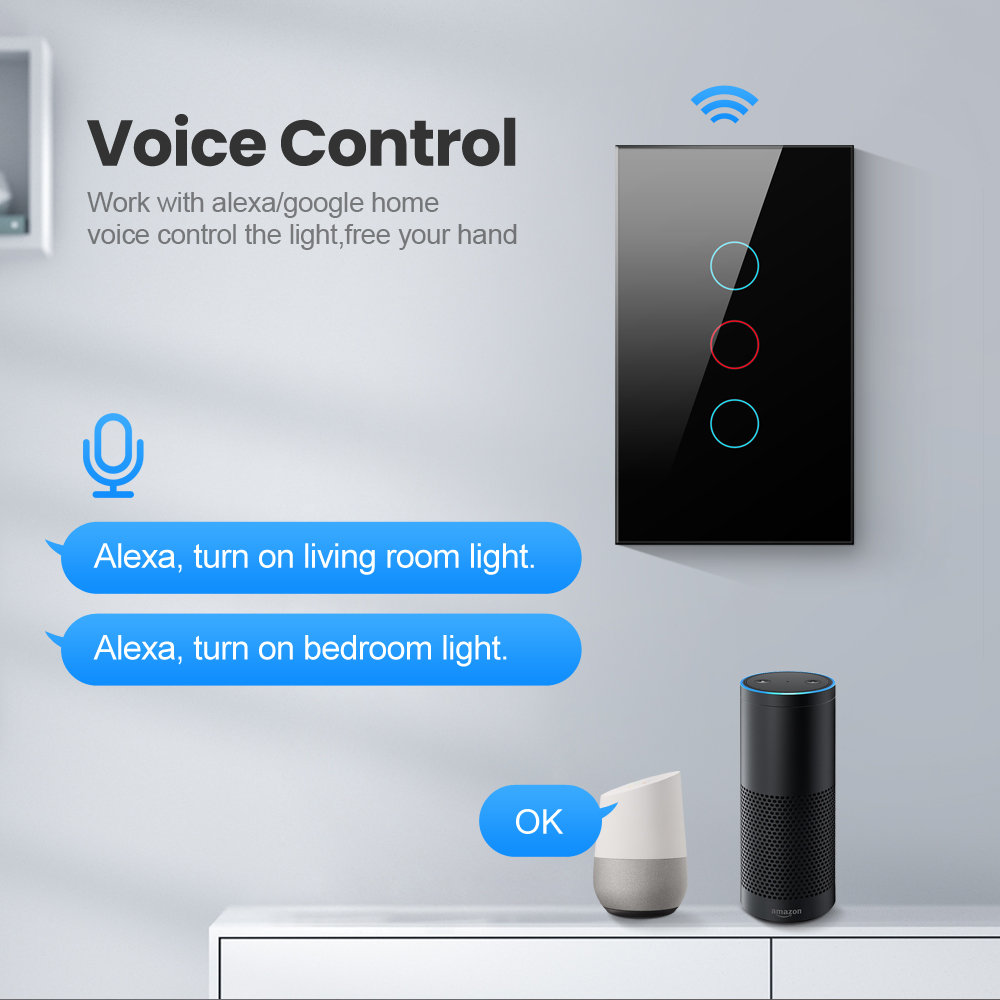 Voice Control
Work with alexa/google home
voice control the light,free your hand
Alexa, turn on living room light.
Alexa, turn on bedroom light.
OK
amazon